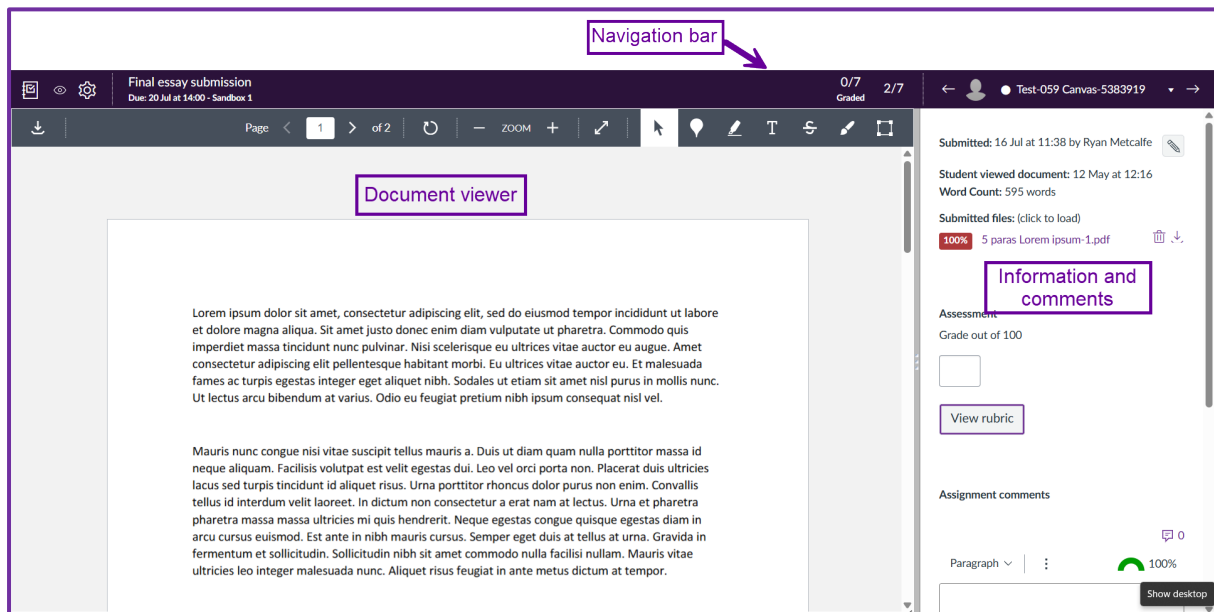 Navigation bar
Final essay submission
Due: 20 Jul at 14:00 - Sandbox 1
0/7
Graded
2/7
Test-059 Canvas-5383919
Page
1
of 2
ZOOM
T
S
Document viewer
Submitted: 16 Jul at 11:38 by Ryan Metcalfe
Student viewed document: 12 May at 12:16
Word Count: 595 words
Submitted files: (click to load)
100% 5 paras Lorem ipsum-1.pdf
Information and
comments
Assessment
Grade out of 100
View rubric
Assignment comments
0
Paragraph
100%
Show desktop
Lorem ipsum dolor sit amet, consectetur adipiscing elit, sed do eiusmod tempor incididunt ut labore
et dolore magna aliqua. Sit amet justo donec enim diam vulputate ut pharetra. Commodo quis
imperdiet massa tincidunt nunc pulvinar. Nisi scelerisque eu ultrices vitae auctor eu augue. Amet
consectetur adipiscing elit pellentesque habitant morbi. Eu ultrices vitae auctor eu. Et malesuada
fames ac turpis egestas integer eget aliquet nibh. Sodales ut etiam sit amet nisl purus in mollis nunc.
Ut lectus arcu bibendum at varius. Odio eu feugiat pretium nibh ipsum consequat nisl vel.
Mauris nunc congue nisi vitae suscipit tellus mauris a. Duis ut diam quam nulla porttitor massa id
neque aliquam. Facilisis volutpat est velit egestas dui. Leo vel orci porta non. Placerat duis ultricies
lacus sed turpis tincidunt id aliquet risus. Urna porttitor rhoncus dolor purus non enim. Convallis
tellus id interdum velit laoreet. In dictum non consectetur a erat nam at lectus. Urna et pharetra
pharetra massa massa ultricies mi quis hendrerit. Neque egestas congue quisque egestas diam in
arcu cursus euismod. Est ante in nibh mauris cursus. Semper eget duis at tellus at urna. Gravida in
fermentum et sollicitudin. Sollicitudin nibh sit amet commodo nulla facilisi nullam. Mauris vitae
ultricies leo integer malesuada nunc. Aliquet risus feugiat in ante metus dictum at tempor.